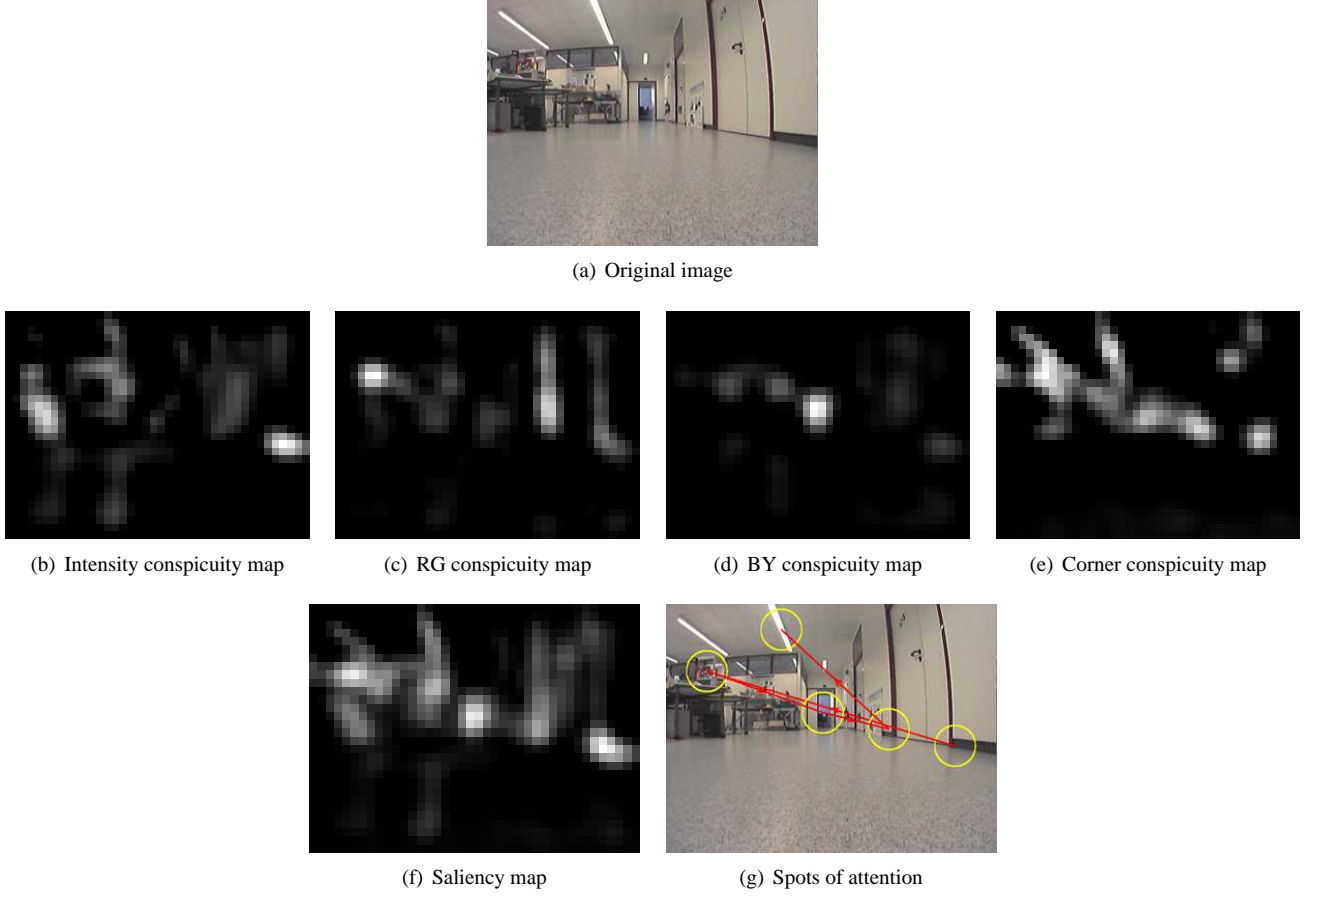 (a) Original image
(b) Intensity conspicuity map
(c) RG conspicuity map
(d) BY conspicuity map
(e) Corner conspicuity map
(f) Saliency map
(g) Spots of attention